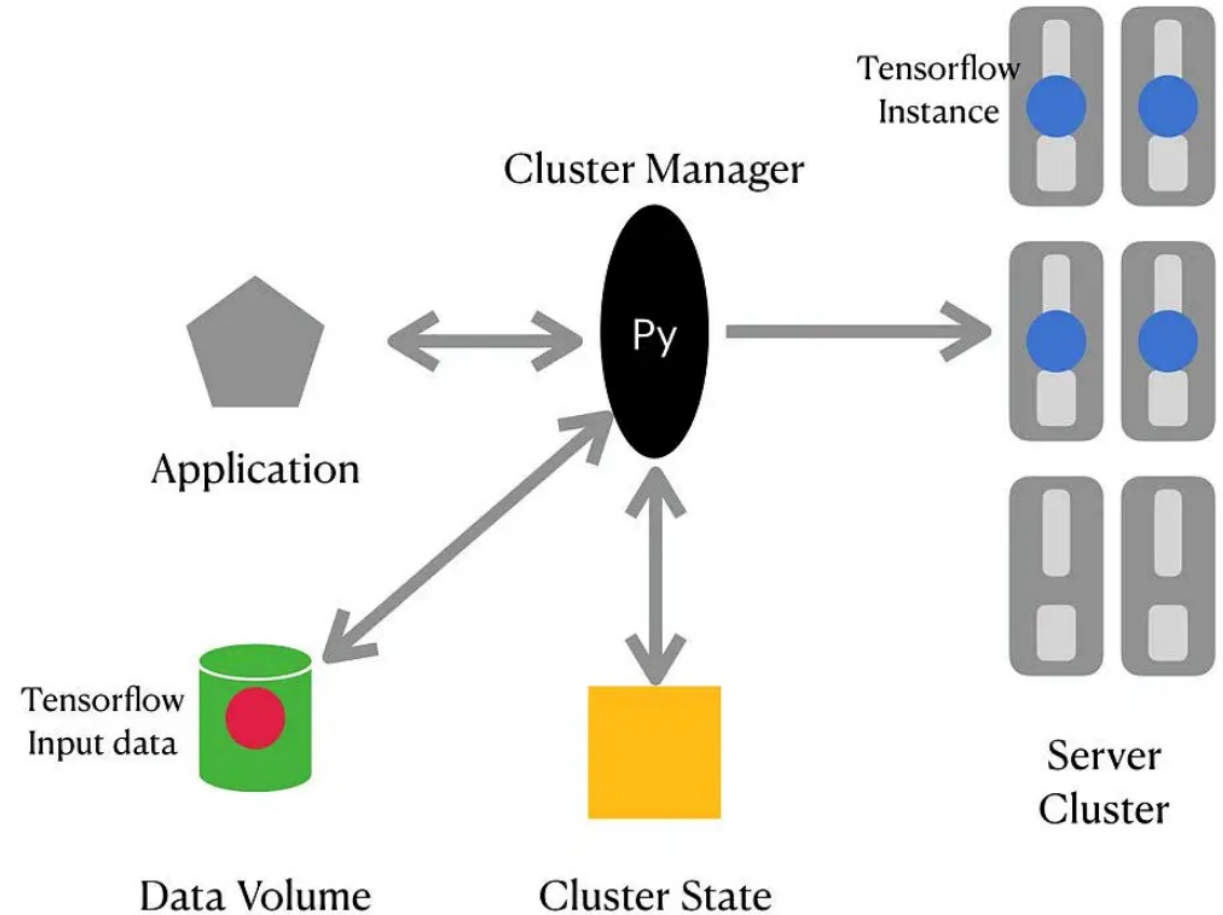 Tensorflow
Instance
Cluster Manager
Py
Application
Tensorflow
Input data
Server
Cluster
Data Volume
Cluster State